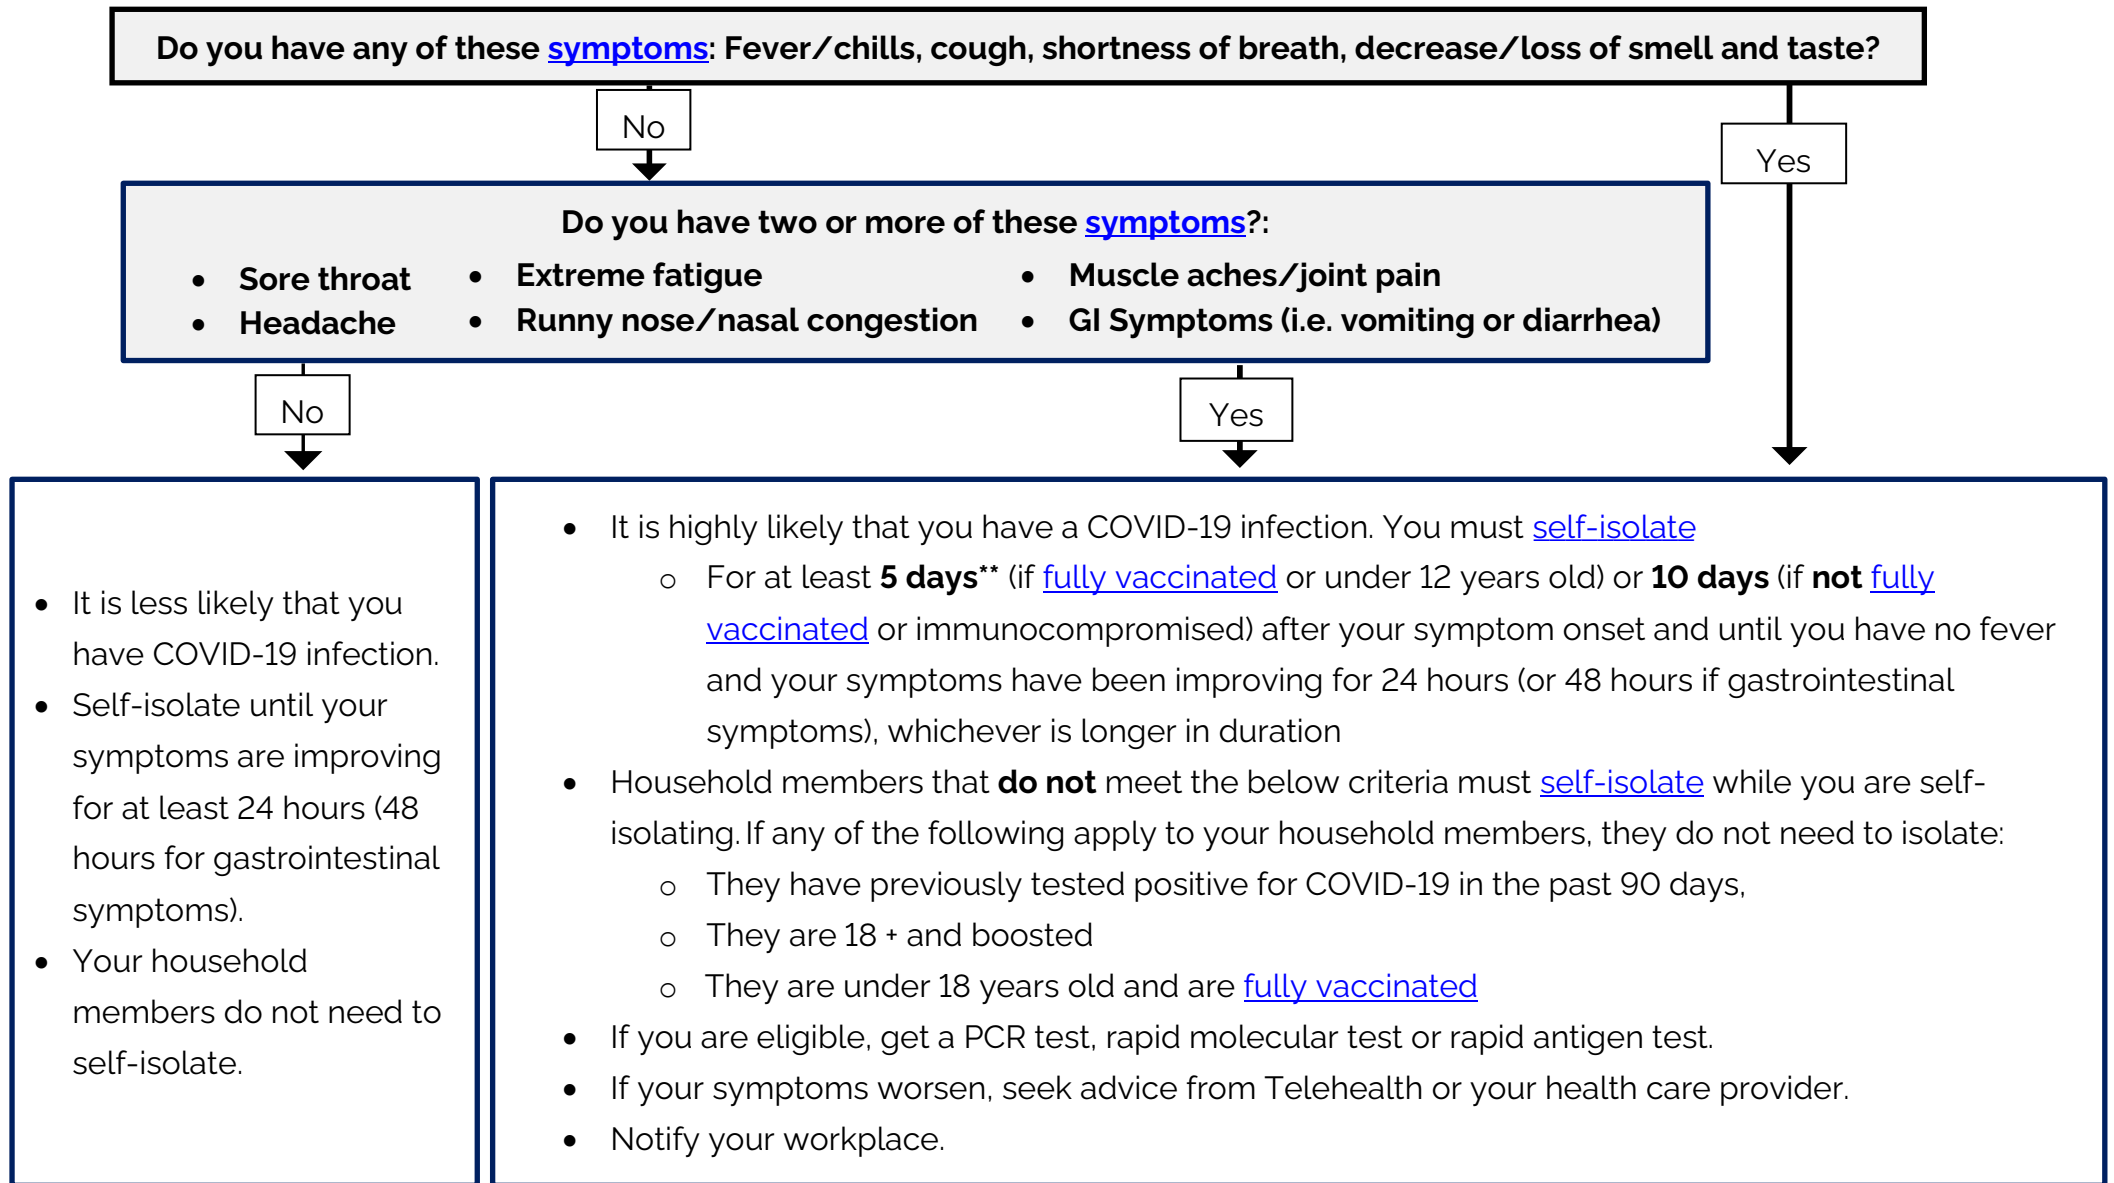 Do you have any of these symptoms: Fever/chills, cough, shortness of breath, decrease/loss of smell and taste?
No
Yes
Do you have two or more of these symptoms?:
• Sore throat
• Headache
• Extreme fatigue
• Runny nose/nasal congestion
• Muscle aches/joint pain
• GI Symptoms (i.e. vomiting or diarrhea)
No
Yes
• It is less likely that you
have COVID-19 infection.
• Self-isolate until your
symptoms are improving
for at least 24 hours (48
hours for gastrointestinal
symptoms).
• Your household
members do not need to
self-isolate.
• It is highly likely that you have a COVID-19 infection. You must self-isolate
o For at least 5 days** (if fully vaccinated or under 12 years old) or 10 days (if not fully
vaccinated or immunocompromised) after your symptom onset and until you have no fever
and your symptoms have been improving for 24 hours (or 48 hours if gastrointestinal
symptoms), whichever is longer in duration
• Household members that do not meet the below criteria must self-isolate while you are self-
isolating. If any of the following apply to your household members, they do not need to isolate:
o They have previously tested positive for COVID-19 in the past 90 days,
o They are 18 + and boosted
o They are under 18 years old and are fully vaccinated
• If you are eligible, get a PCR test, rapid molecular test or rapid antigen test.
• If your symptoms worsen, seek advice from Telehealth or your health care provider.
• Notify your workplace.